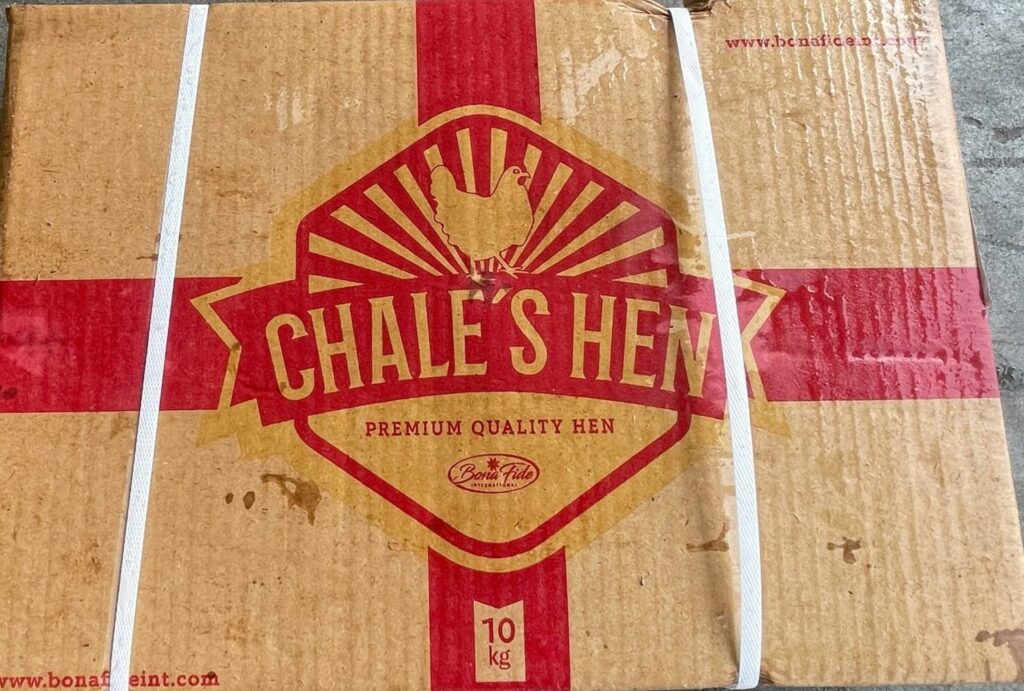 www.bonafideint.com
CHALE'S HEN
PREMIUM QUALITY HEN
Bona Fide
INTERNATIONAL
10
kg